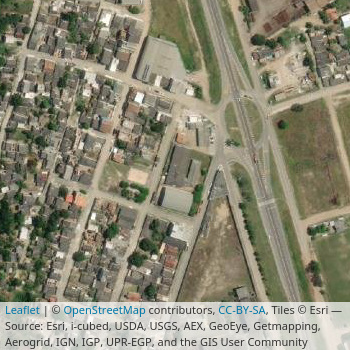 Leaflet | © OpenStreetMap contributors, CC-BY-SA, Tiles © Esri —
Source: Esri, i-cubed, USDA, USGS, AEX, GeoEye, Getmapping,
Aerogrid, IGN, IGP, UPR-EGP, and the GIS User Community